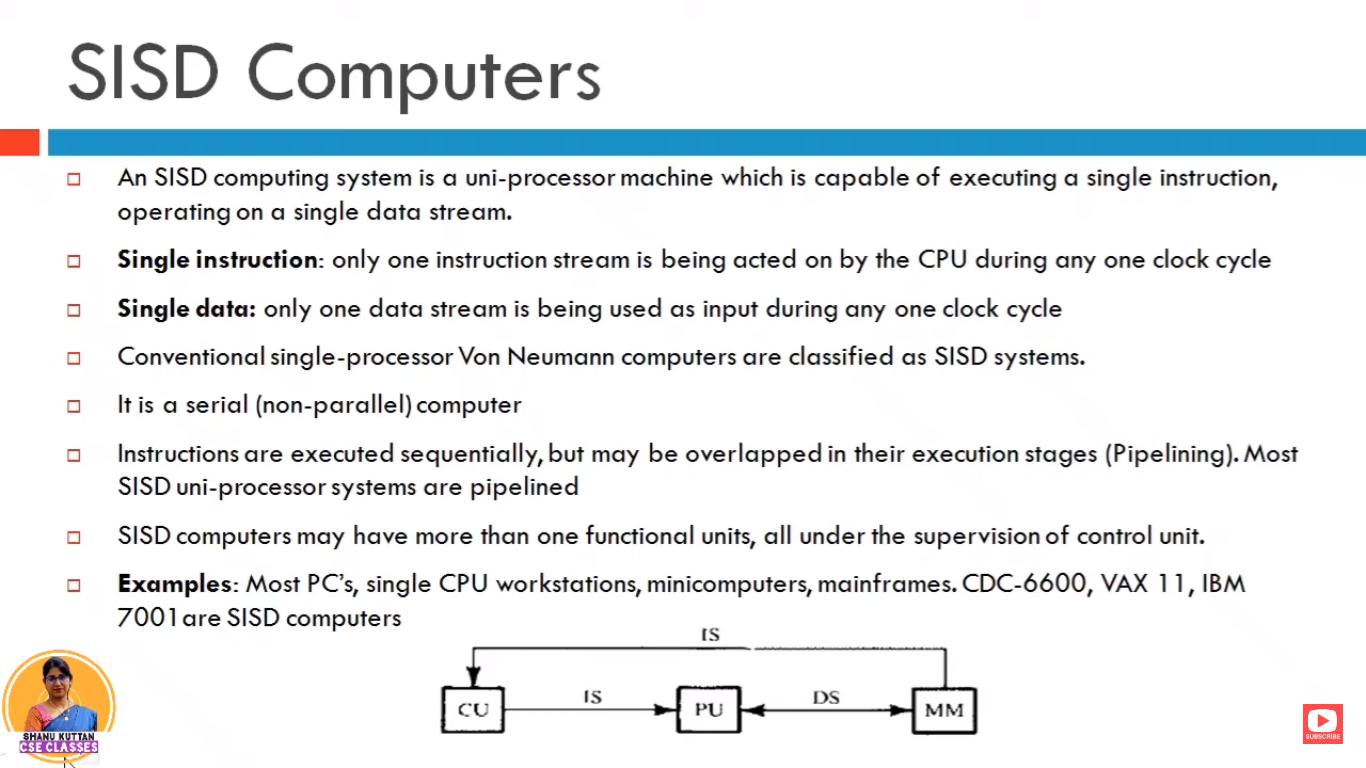 SISD Computers
An SISD computing system is a uni-processor machine which is capable of executing a single instruction,
operating on a single data stream.
Single instruction: only one instruction stream is being acted on by the CPU during any one clock cycle
Single data: only one data stream is being used as input during any one clock cycle
Conventional single-processor Von Neumann computers are classified as SISD systems.
It is a serial (non-parallel) computer
Instructions are executed sequentially, but may be overlapped in their execution stages (Pipelining). Most
SISD uni-processor systems are pipelined
SISD computers may have more than one functional units, all under the supervision of control unit.
Examples: Most PC's, single CPU workstations, minicomputers, mainframes. CDC-6600, VAX 11, IBM
7001 are SISD computers
IS
CU
IS
PU
DS
MM
SHANU KUTTAN
CSE CLASSES
SUBSCRIBE